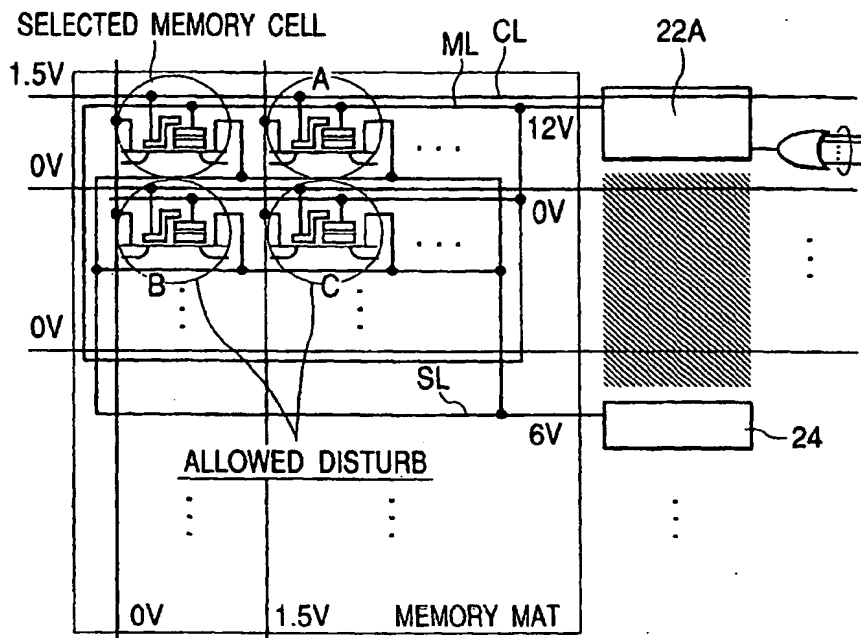 SELECTED MEMORY CELL
22A
ML
CL
1.5V
A
12V
0V
0V
B
C
0V
SL
6V
24
ALLOWED DISTURB
0V
1.5V
MEMORY MAT